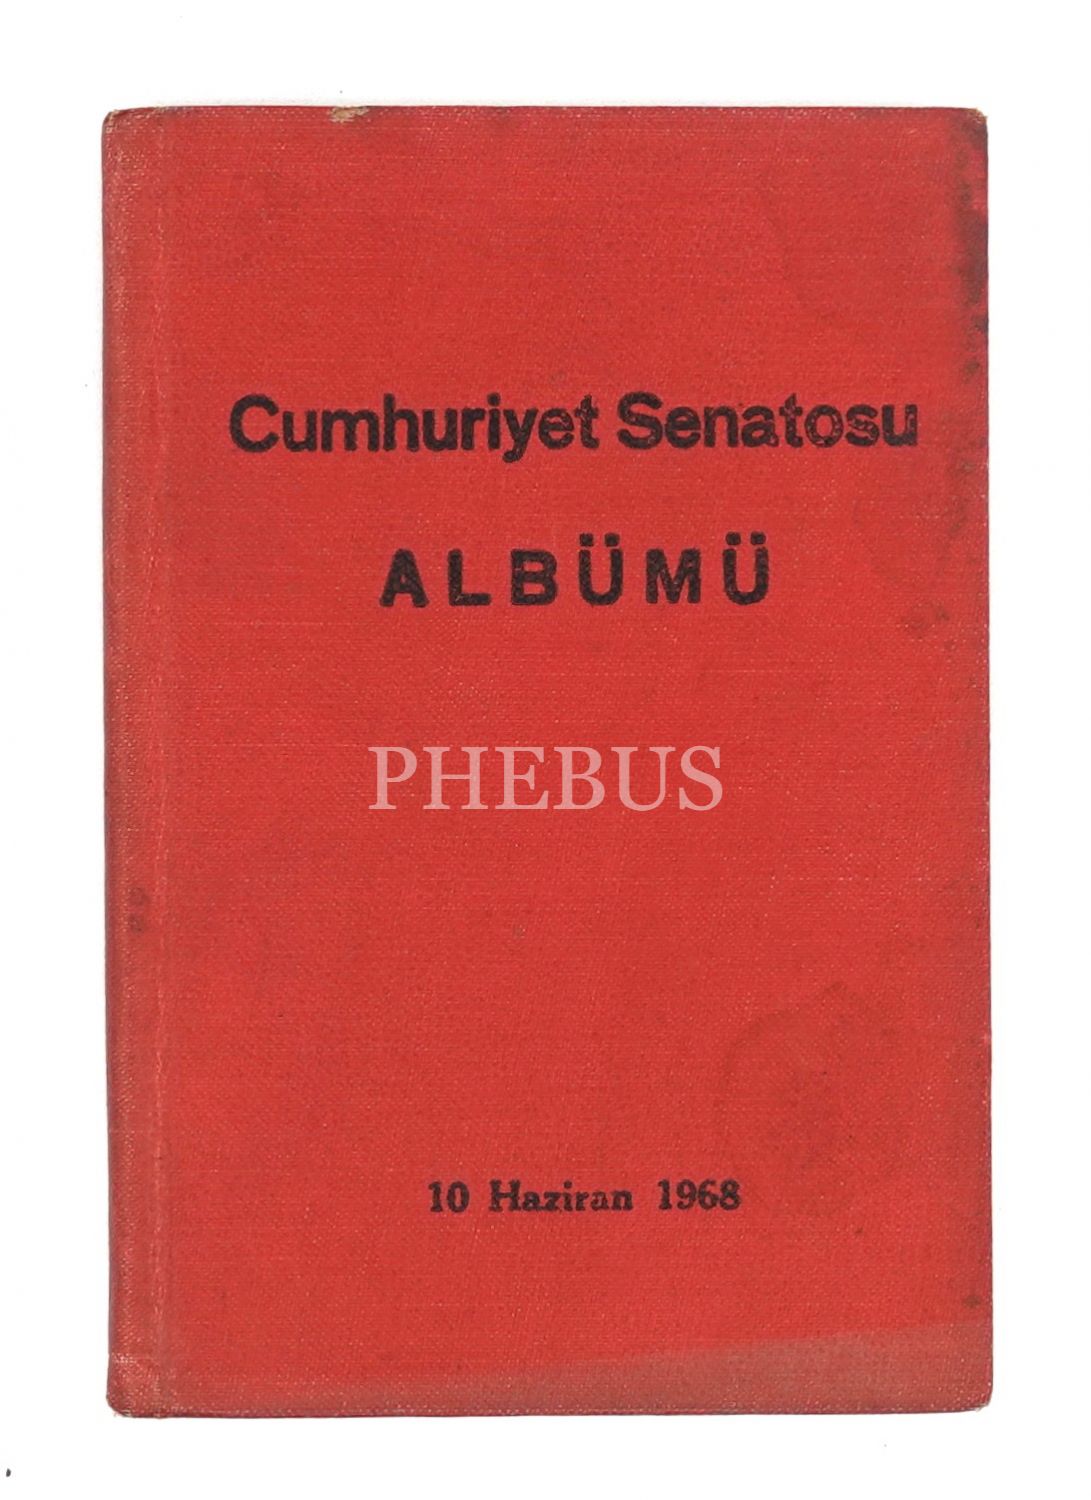 Cumhuriyet Senatosu
ALBÜMÜ
PHEBUS
10 Haziran 1968